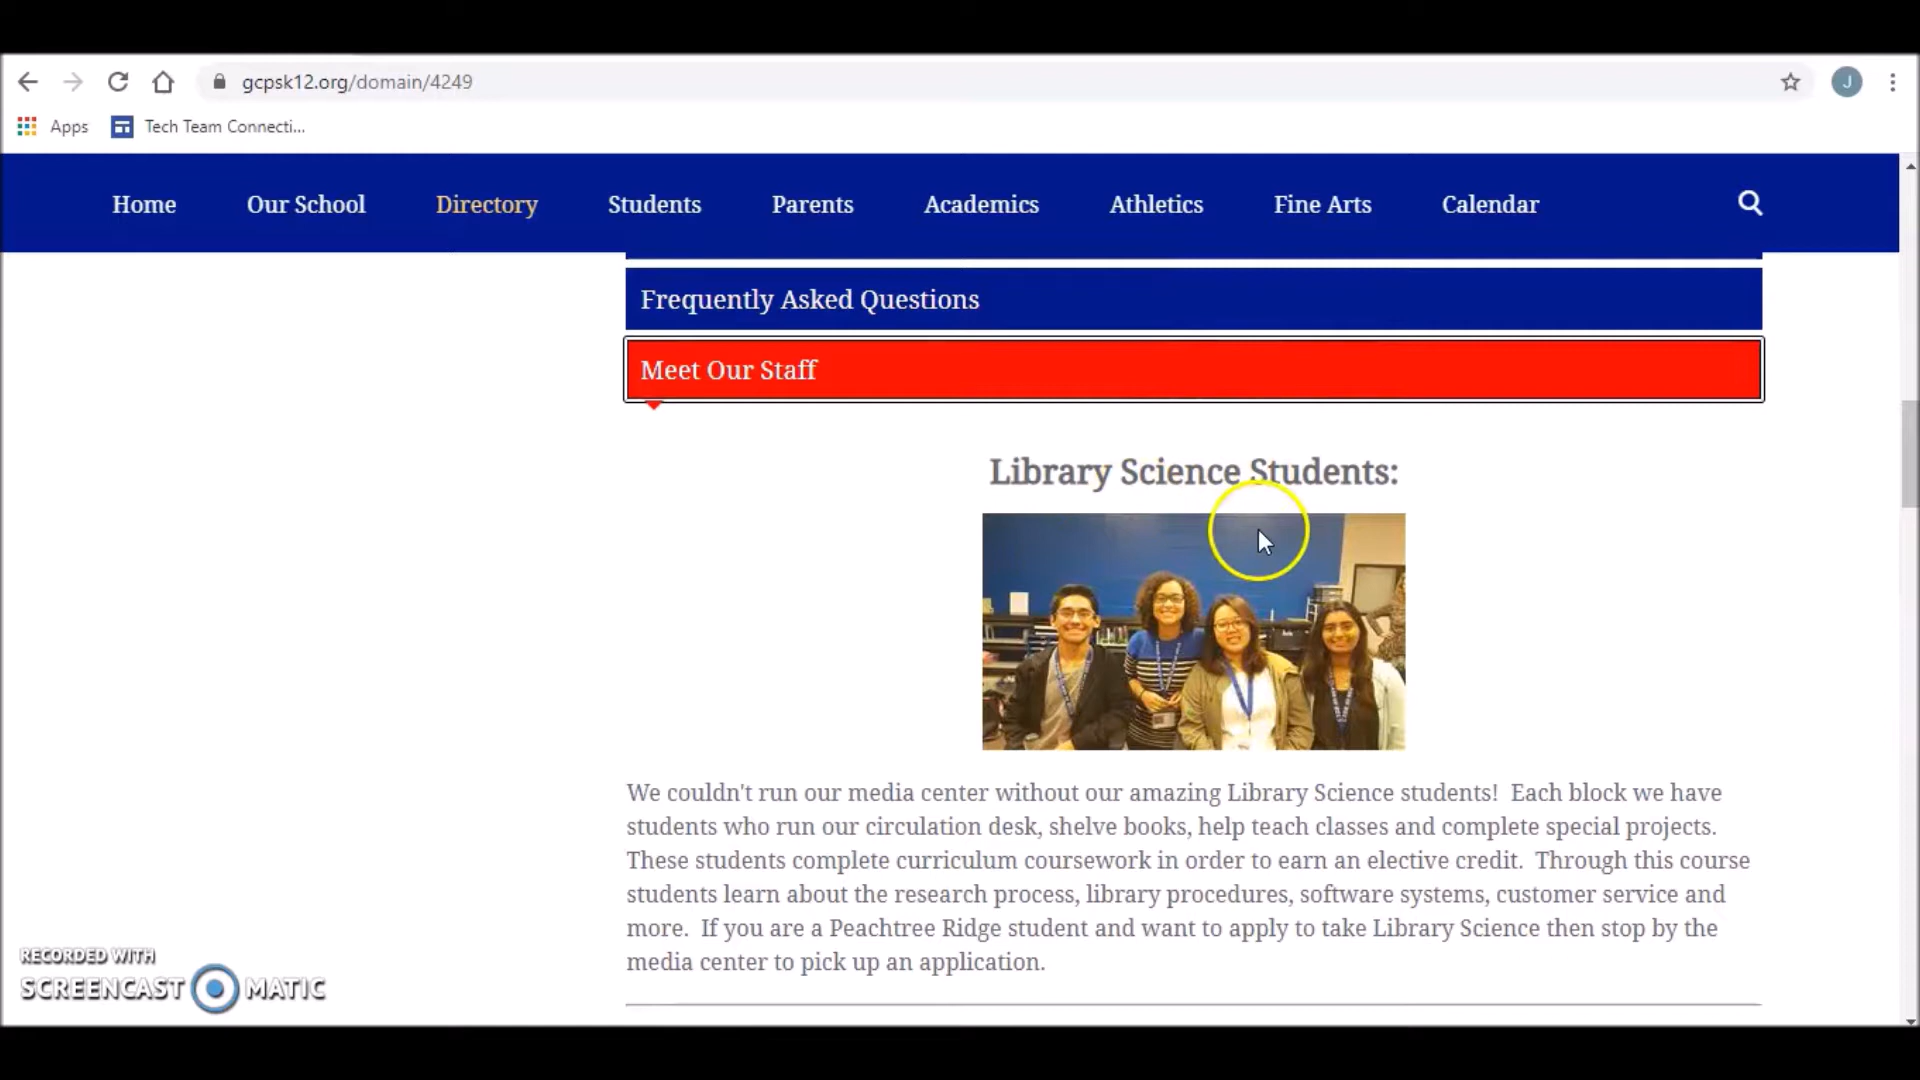 gcpsk12.org/domain/4249
J
Apps
Tech Team Connecti...
Home Our School Directory Students Parents Academics Athletics Fine Arts Calendar
Frequently Asked Questions
Meet Our Staff
Library Science Students:
We couldn't run our media center without our amazing Library Science students!  Each block we have
students who run our circulation desk, shelve books, help teach classes and complete special projects.
These students complete curriculum coursework in order to earn an elective credit.  Through this course
students learn about the research process, library procedures, software systems, customer service and
more.  If you are a Peachtree Ridge student and want to apply to take Library Science then stop by the
media center to pick up an application.
RECORDED WITH
SCREENCAST MATIC